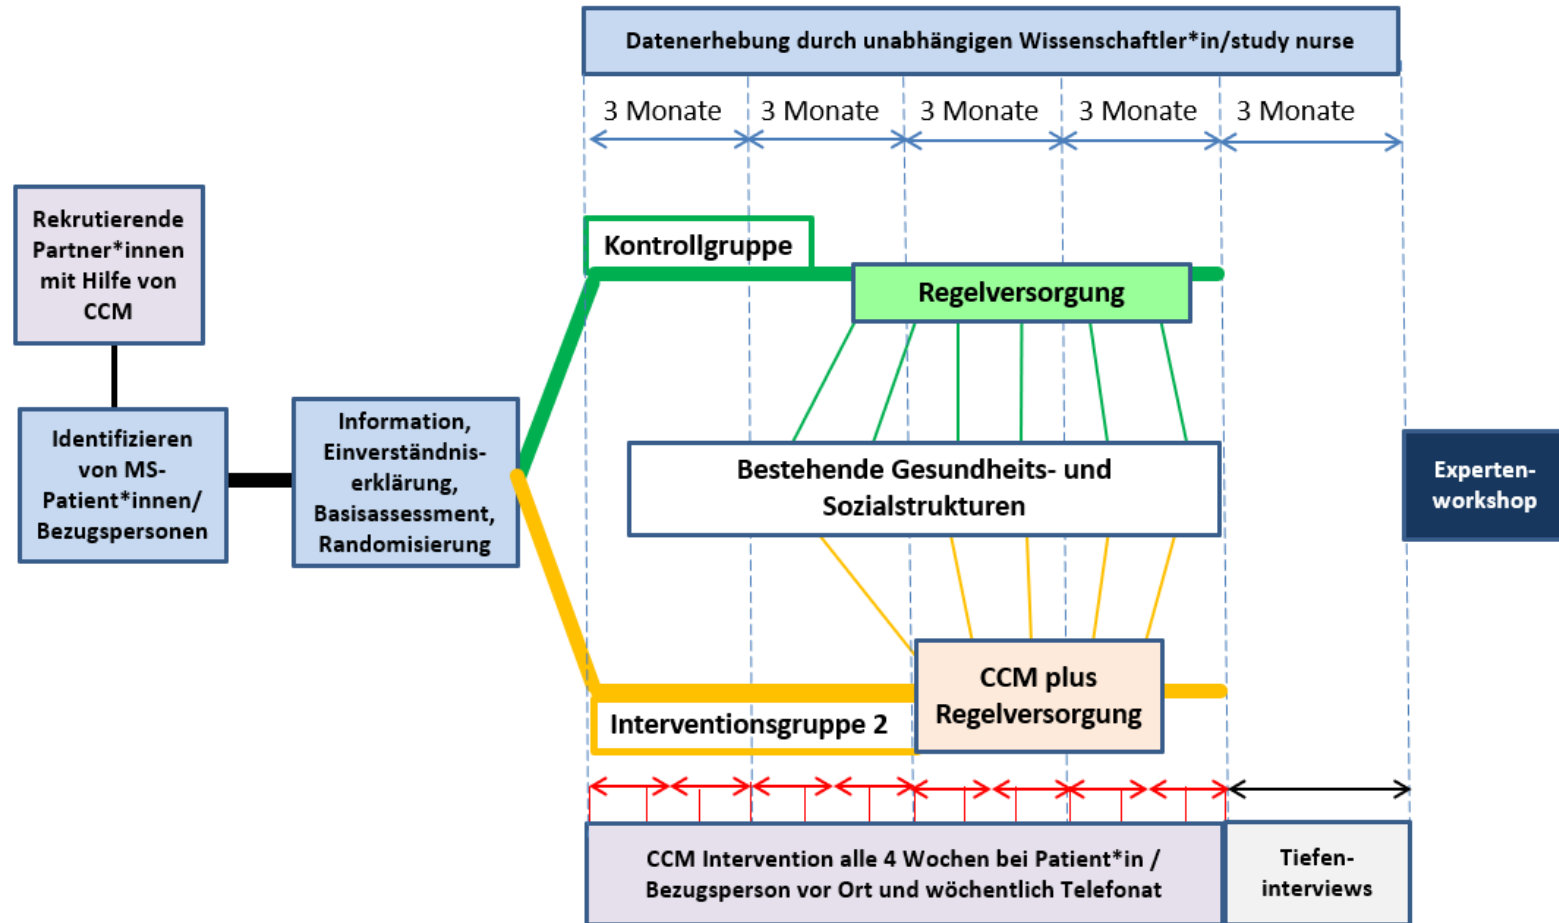 Datenerhebung durch unabhängigen Wissenschaftler*in/study nurse
3 Monate
3 Monate
3 Monate
3 Monate
3 Monate
Rekrutierende
Partner*innen
mit Hilfe von
CCM
Kontrollgruppe
Regelversorgung
Identifizieren
von MS-
Patient*innen/
Bezugspersonen
Information,
Einverständnis-
erklärung,
Basisassessment,
Randomisierung
Bestehende Gesundheits- und
Sozialstrukturen
Experten-
workshop
CCM plus
Regelversorgung
Interventionsgruppe 2
CCM Intervention alle 4 Wochen bei Patient*in /
Bezugsperson vor Ort und wöchentlich Telefonat
Tiefen-
interviews